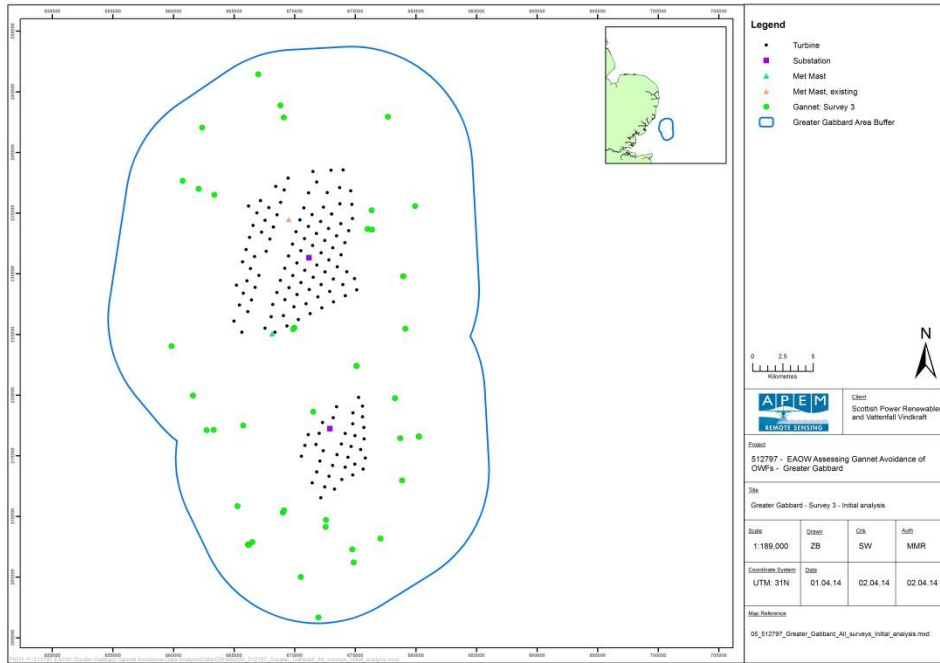 Legend
Turbine
Substation
Met Mast
Met Mast, existing
Gannet: Survey 3
Greater Gabbard Area Buffer
N
0 2.5 5
Kilometres
APEM
REMOTE SENSING
Client
Scottish Power Renewables
and Vattenfall Vindkraft
Project
512797 - EAOW Assessing Gannet Avoidance of
OWFs - Greater Gabbard
Title
Greater Gabbard - Survey 3 - Initial analysis
Scale
1:189,000
Drawn
ZB
Chk
SW
Auth
MMR
Coordinate System
UTM: 31N
Date
01.04.14
02.04.14
02.04.14
Map Reference
05_512797_Greater_Gabbard_All_surveys_Initial_analysis.mxd